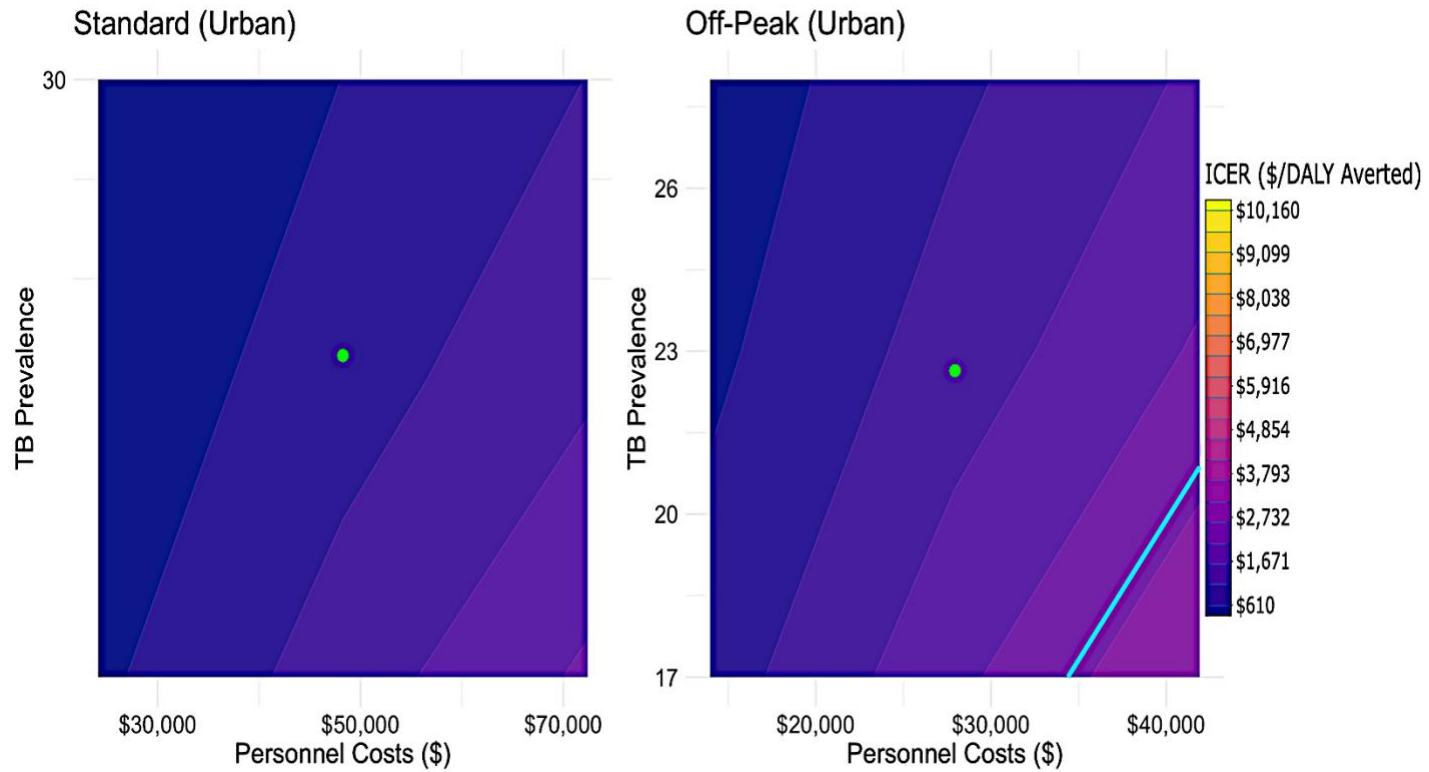 Standard (Urban)
30
TB Prevalence
$30,000 $50,000 $70,000
Personnel Costs ($)
Off-Peak (Urban)
26
23
20
17
TB Prevalence
$20,000 $30,000 $40,000
Personnel Costs ($)
ICER ($/DALY Averted)
$10,160
$9,099
$8,038
$6,977
$5,916
$4,854
$3,793
$2,732
$1,671
$610